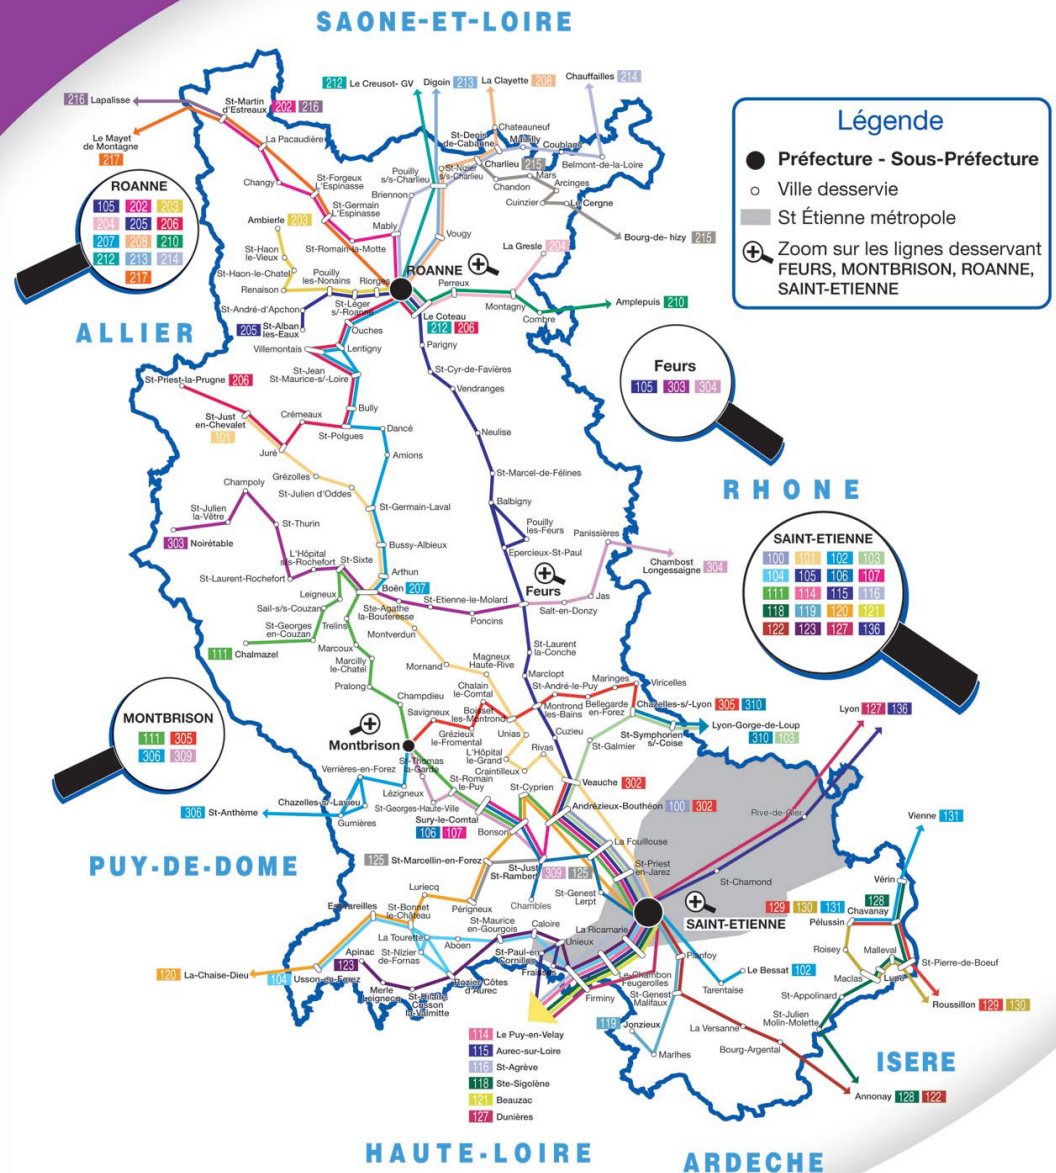 SAONE-ET-LOIRE
212 Le Creusot- GV
Digoin 213
La Clayette 208
Chauffailles 214
216 Lapalisse
St-Martin
d'Estreaux 202 216
Le Mayet
de Montagne
217
La Pacaudière
Changy
St-Forgeux
L'Espinasse
St-Germain
L'Espinasse
St-Romain-la-Motte
Ambierle 203
St-Haon
le-Vieux
St-Haon-le-Chatel
Renaison
Pouilly
les-Nonains
Riorges
St-Léger
s/-Roanne
St-André-d'Apchon
205 St-Alban
les-Eaux
Mably
Briennon
Pouilly
s/s-Charlieu
St-Nizier
s/s-Charlieu
Vougy
St-Denis
de-Cabanne
Chateauneuf
Maizilly
Coublanc
Belmont-de-la-Loire
Charlieu
215
Chandon
Mars
Arcinges
Cuinzier
Le Cergne
Bourg-de- hizy 215
La Gresle 204
ROANNE
Perreux
Montagny
Combre
Amplepuis 210
Le Coteau
212 206
Légende
Préfecture - Sous-Préfecture
Ville desservie
St Étienne métropole
Zoom sur les lignes desservant
FEURS, MONTBRISON, ROANNE,
SAINT-ETIENNE
ROANNE
105 202 203
204 205 206
207 208 210
212 213 214
217
ALLIER
Ouches
Villemontais
Lentigny
St-Jean
St-Maurice-s/-Loire
Bully
St-Polgues
Dancé
Amions
St-Priest-la-Prugne 206
St-Just
en-Chevalet
101
Crémeaux
Juré
Grézolles
St-Julien d'Oddes
St-Germain-Laval
Bussy-Albieux
Arthun
Boën 207
Champoly
St-Julien
la-Vêtre
303 Noirétable
St-Thurin
L'Hôpital
s/s-Rochefort
St-Laurent-Rochefort
St-Sixte
Leigneux
Sail-s/s-Couzan
St-Georges
en-Couzan
111 Chalmazel
Trelins
Marcoux
Marcilly
le-Chatel
Pralong
Champdieu
Ste-Agathe
la-Bouteresse
Montverdun
Mornand
St-Etienne-le-Molard
Poncins
Parigny
St-Cyr-de-Favières
Vendranges
Neulise
St-Marcel-de-Félines
Balbigny
Pouilly
les-Feurs
Epercieux-St-Paul
Feurs
Salt-en-Donzy
Jas
Panissières
Chambost
Longessaigne 304
Feurs
105 303 304
RHONE
SAINT-ETIENNE
100 101 102 103
104 105 106 107
111 114 115 116
118 119 120 121
122 123 127 136
St-Laurent
la-Conche
Marclopt
Magneux
Haute-Rive
Chalain
le-Comtal
Boisset
les-Montrond
Savigneux
Grézieux
le-Fromental
Unias
L'Hôpital
le-Grand
Craintilleux
Rivas
Montrond
les-Bains
Cuzieu
St-André-le-Puy
Maringes
Viricelles
Bellegarde
en-Forez
Chazelles-s/-Lyon 305 310
St-Symphorien
s/-Coise
Lyon-Gorge-de-Loup
310 103
St-Galmier
Veauche 302
Andrézieux-Bouthéon 100 302
MONTBRISON
111 305
306 309
Montbrison
St-Thomas
la-Garde
Verrières-en-Forez
Lézigneux
Chazelles-s/-Lavieu
Gumières
306 St-Anthème
St-Georges-Haute-Ville
St-Romain
le-Puy
Sury-le-Comtal
106 107
Bonson
St-Cyprien
St-Just
St-Rambert
309 125
Chambles
125 St-Marcellin-en-Forez
Périgneux
Luriecq
St-Bonnet
le-Château
Estivareilles
La Tourette
St-Nizier
de-Fornas
Aboen
St-Maurice
en-Gourgois
Caloire
Unieux
St-Paul-en
Cornillon
Fraisses
Firminy
Le Chambon
Feugerolles
La Ricamarie
St-Genest
Lerpt
La Fouillouse
St-Priest
en-Jarez
SAINT-ETIENNE
St-Chamond
Rive-de-Gier
Lyon 127 136
PUY-DE-DOME
120 La-Chaise-Dieu
104 Usson-en-Forez
Apinac
123
Merle
Leignecq
St-Hilaire
Cusson
la-Valmitte
Rozier-Côtes
d'Aurec
114 Le Puy-en-Velay
115 Aurec-sur-Loire
116 St-Agrève
118 Ste-Sigolène
121 Beauzac
127 Dunières
Planfoy
St-Genest
Malifaux
119 Jonzieux
Marlhes
Le Bessat 102
Tarentaise
La Versanne
Bourg-Argental
Vienne 131
Vérin
128
129 130 131
Chavanay
Pélussin
Roisey
Malleval
Maclas
Lupé
St-Pierre-de-Boeuf
Roussillon 129 130
St-Appolinard
St-Julien
Molin-Molette
Annonay 128 122
ISERE
HAUTE-LOIRE
ARDECHE